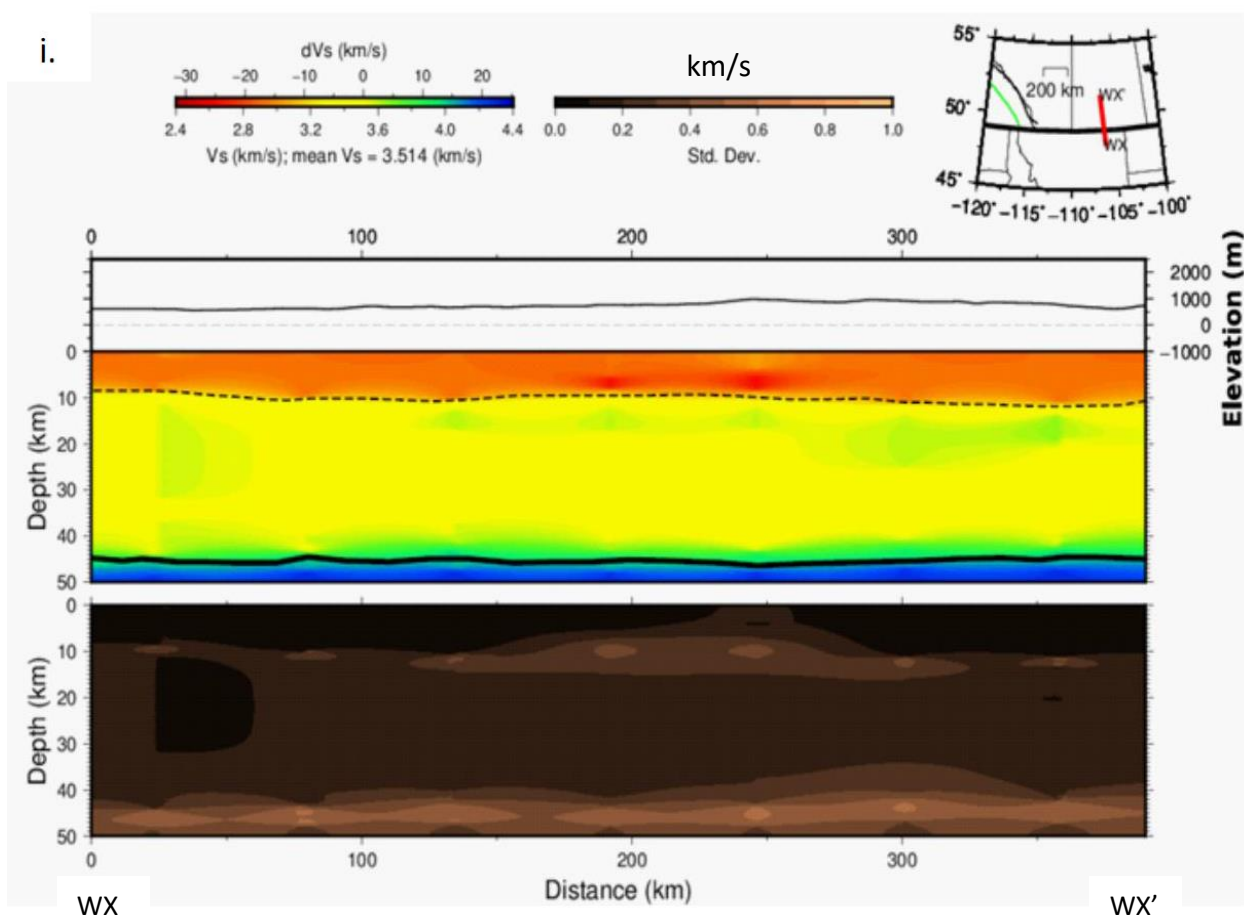 i.
dVs (km/s)
−30 −20 −10 0 10 20
2.4 2.8 3.2 3.6 4.0 4.4
Vs (km/s); mean Vs = 3.514 (km/s)
km/s
0.0 0.2 0.4 0.6 0.8 1.0
Std. Dev.
55°
50°
45°
200 km
WX'
WX
−120° −115° −110° −105° −100°
0 100 200 300
2000
1000
0
−1000
Elevation (m)
0
10
20
30
40
50
Depth (km)
0
10
20
30
40
50
Depth (km)
0 100 200 300
Distance (km)
WX WX’